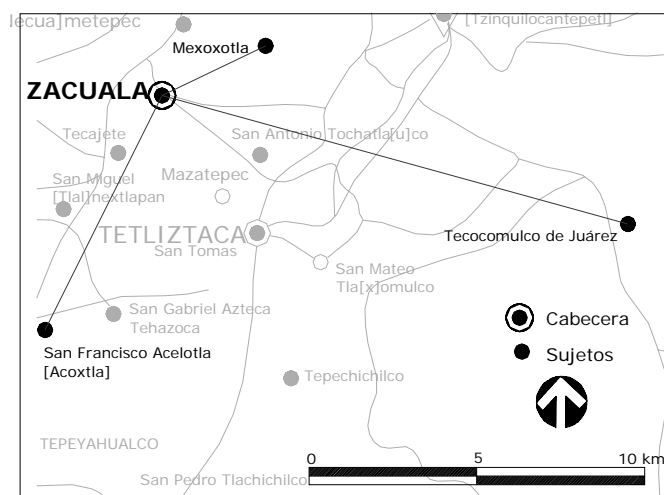 lecua]metepec
[Tzinquilocantepetl]
Mexoxotla
ZACUALA
Tecajete
San Antonio Tochatla[u]co
San Miguel
[Tlal]nextlapan
Mazatepec
TETLIZTACA
San Tomas
Tecocomulco de Juárez
San Mateo
Tla[x]omulco
San Gabriel Azteca
Tehazoca
Cabecera
San Francisco Acelotla
[Acoxtla]
Sujetos
Tepechichilco
TEPEYAHUALCO
San Pedro Tlachichilco
0 5 10 km